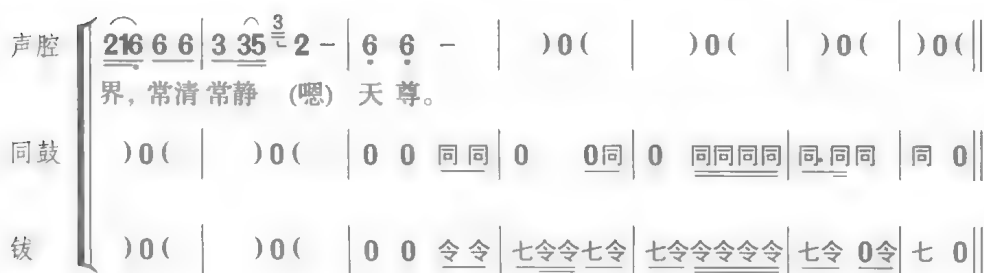 声腔 216 6 6 | 3 35 3 2 - | 6 6 - | )0( | )0( | )0( | )0( ‖
界，常清常静 (嗯) 天尊。
同鼓 )0( | )0( | 0 0 同同 | 0 0同 | 0 同同同同 | 同.同同 | 同 0 ‖
钹 )0( | )0( | 0 0 令令 | 七令令七令 | 七令令令令令 | 七令 0令 | 七 0 ‖